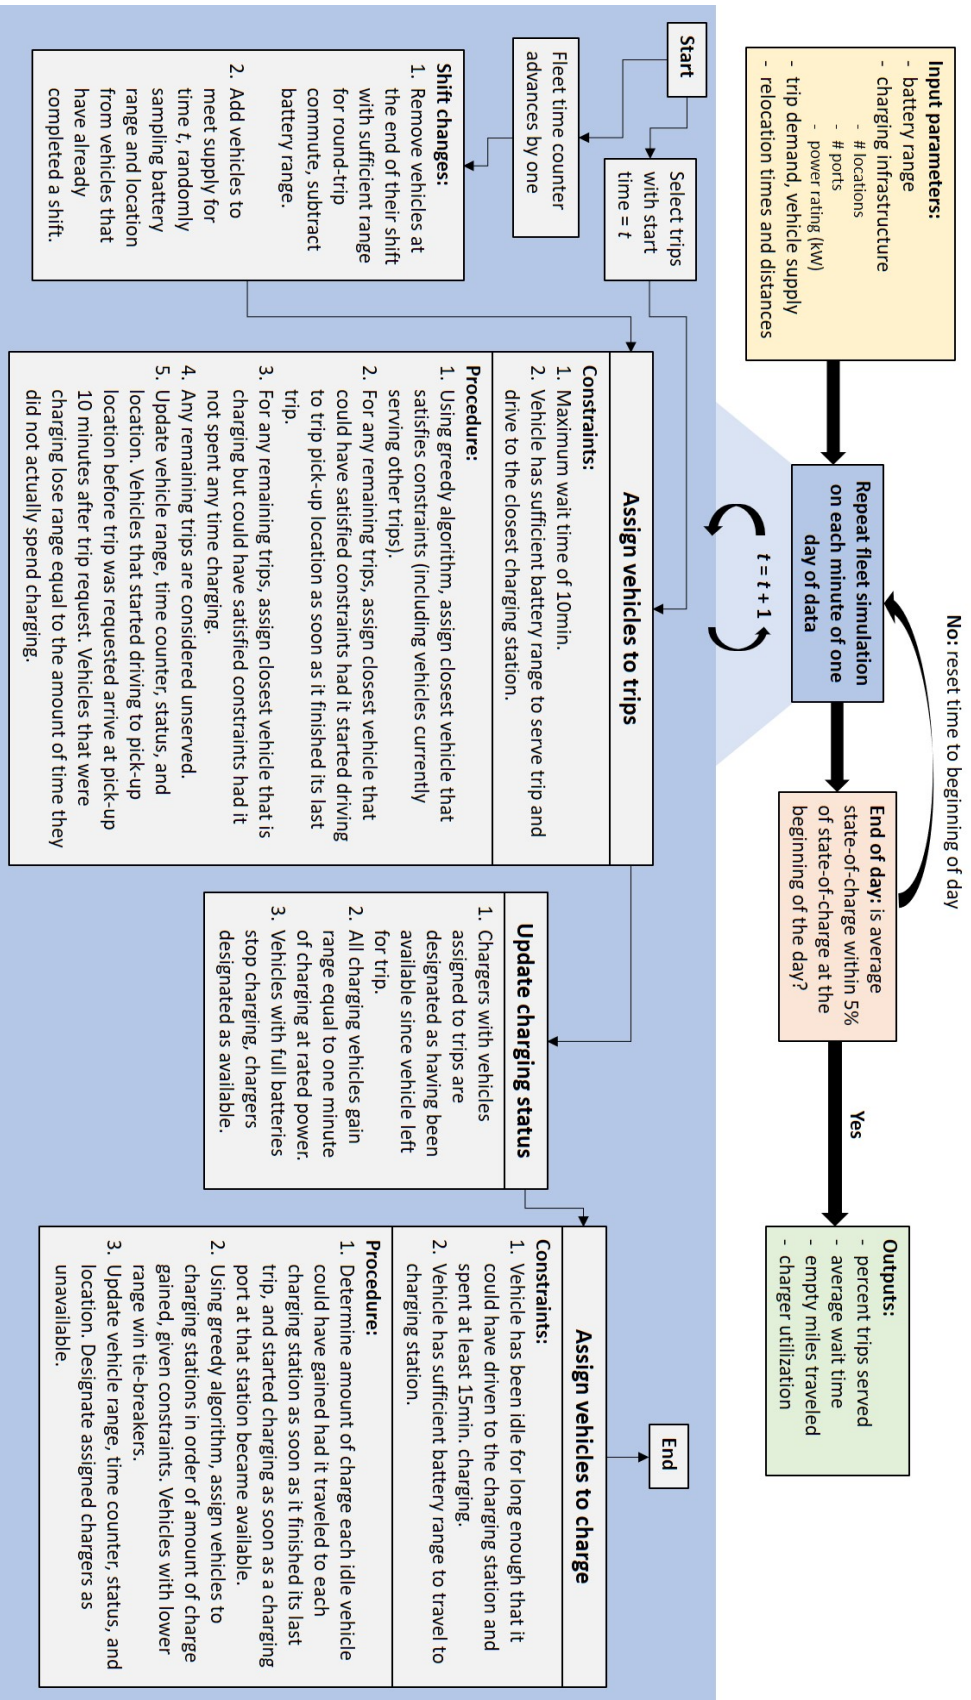 Input parameters:
- battery range
- charging infrastructure
- # locations
- # ports
- power rating (kW)
- trip demand, vehicle supply
- relocation times and distances
No: reset time to beginning of day
Repeat fleet simulation
on each minute of one
day of data
t = t + 1
End of day: is average
state-of-charge within 5%
of state-of-charge at the
beginning of the day?
Yes
Outputs:
- percent trips served
- average wait time
- empty miles traveled
- charger utilization
Start
Select trips
with start
time = t
Fleet time counter
advances by one
Shift changes:
1. Remove vehicles at
the end of their shift
with sufficient range
for round-trip
commute, subtract
battery range.
2. Add vehicles to
meet supply for
time t, randomly
sampling battery
range and location
from vehicles that
have already
completed a shift.
Assign vehicles to trips
Constraints:
1. Maximum wait time of 10min.
2. Vehicle has sufficient battery range to serve trip and
drive to the closest charging station.
Procedure:
1. Using greedy algorithm, assign closest vehicle that
satisfies constraints (including vehicles currently
serving other trips).
2. For any remaining trips, assign closest vehicle that
could have satisfied constraints had it started driving
to trip pick-up location as soon as it finished its last
trip.
3. For any remaining trips, assign closest vehicle that is
charging but could have satisfied constraints had it
not spent any time charging.
4. Any remaining trips are considered unserved.
5. Update vehicle range, time counter, status, and
location. Vehicles that started driving to pick-up
location before trip was requested arrive at pick-up
10 minutes after trip request. Vehicles that were
charging lose range equal to the amount of time they
did not actually spend charging.
Update charging status
1. Chargers with vehicles
assigned to trips are
designated as having been
available since vehicle left
for trip.
2. All charging vehicles gain
range equal to one minute
of charging at rated power.
3. Vehicles with full batteries
stop charging, chargers
designated as available.
Assign vehicles to charge
Constraints:
1. Vehicle has been idle for long enough that it
could have driven to the charging station and
spent at least 15min. charging.
2. Vehicle has sufficient battery range to travel to
charging station.
Procedure:
1. Determine amount of charge each idle vehicle
could have gained had it traveled to each
charging station as soon as it finished its last
trip, and started charging as soon as a charging
port at that station became available.
2. Using greedy algorithm, assign vehicles to
charging stations in order of amount of charge
gained, given constraints. Vehicles with lower
range win tie-breakers.
3. Update vehicle range, time counter, status, and
location. Designate assigned chargers as
unavailable.
End